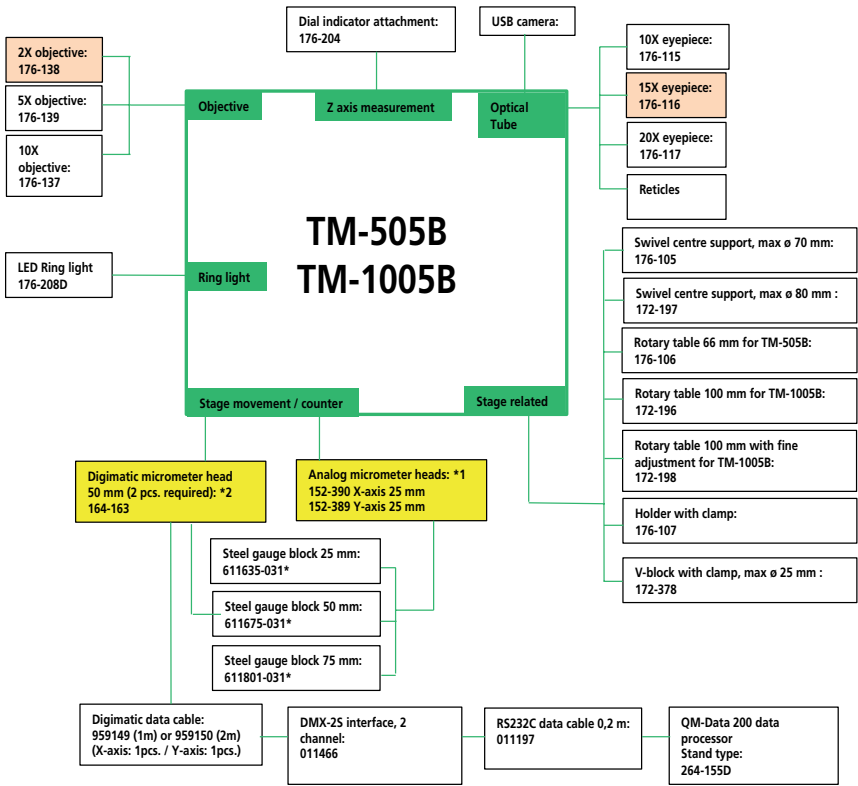 Dial indicator attachment:
176-204
USB camera:
2X objective:
176-138
5X objective:
176-139
10X
objective:
176-137
10X eyepiece:
176-115
15X eyepiece:
176-116
20X eyepiece:
176-117
Reticles
Objective
Z axis measurement
Optical
Tube
TM-505B
TM-1005B
LED Ring light
176-208D
Ring light
Swivel centre support, max ø 70 mm:
176-105
Swivel centre support, max ø 80 mm :
172-197
Rotary table 66 mm for TM-505B:
176-106
Rotary table 100 mm for TM-1005B:
172-196
Rotary table 100 mm with fine
adjustment for TM-1005B:
172-198
Holder with clamp:
176-107
V-block with clamp, max ø 25 mm :
172-378
Stage movement / counter
Stage related
Digimatic micrometer head
50 mm (2 pcs. required): *2
164-163
Analog micrometer heads: *1
152-390 X-axis 25 mm
152-389 Y-axis 25 mm
Steel gauge block 25 mm:
611635-031*
Steel gauge block 50 mm:
611675-031*
Steel gauge block 75 mm:
611801-031*
Digimatic data cable:
959149 (1m) or 959150 (2m)
(X-axis: 1pcs. / Y-axis: 1pcs.)
DMX-2S interface, 2
channel:
011466
RS232C data cable 0,2 m:
011197
QM-Data 200 data
processor
Stand type:
264-155D